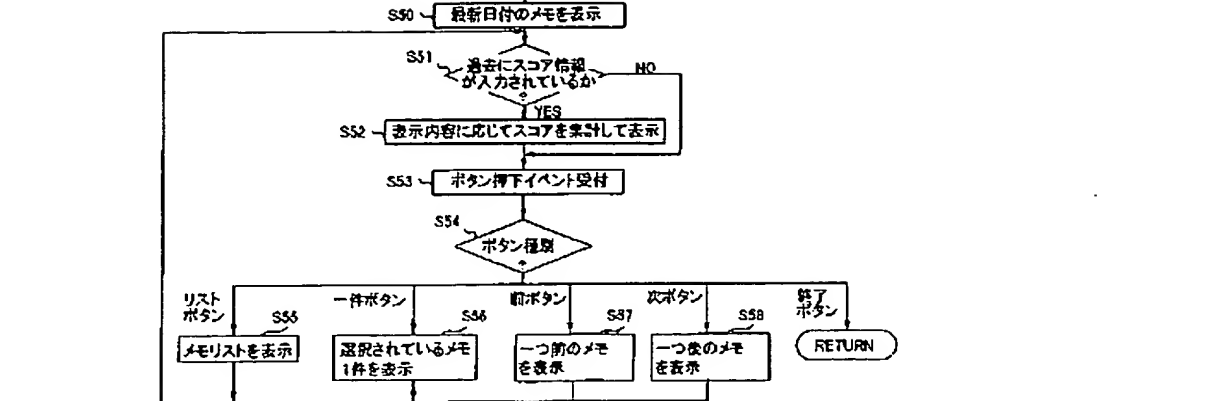 S50
最新日付のメモを表示
S51
過去にスコア情報
が入力されているか
?
NO
YES
S52
表示内容に応じてスコアを集計して表示
S53
ボタン押下イベント受付
S54
ボタン種別
?
リスト
ボタン
一件ボタン
前ボタン
次ボタン
終了
ボタン
S55
メモリストを表示
S56
選択されているメモ
1件を表示
S57
一つ前のメモ
を表示
S58
一つ後のメモ
を表示
RETURN